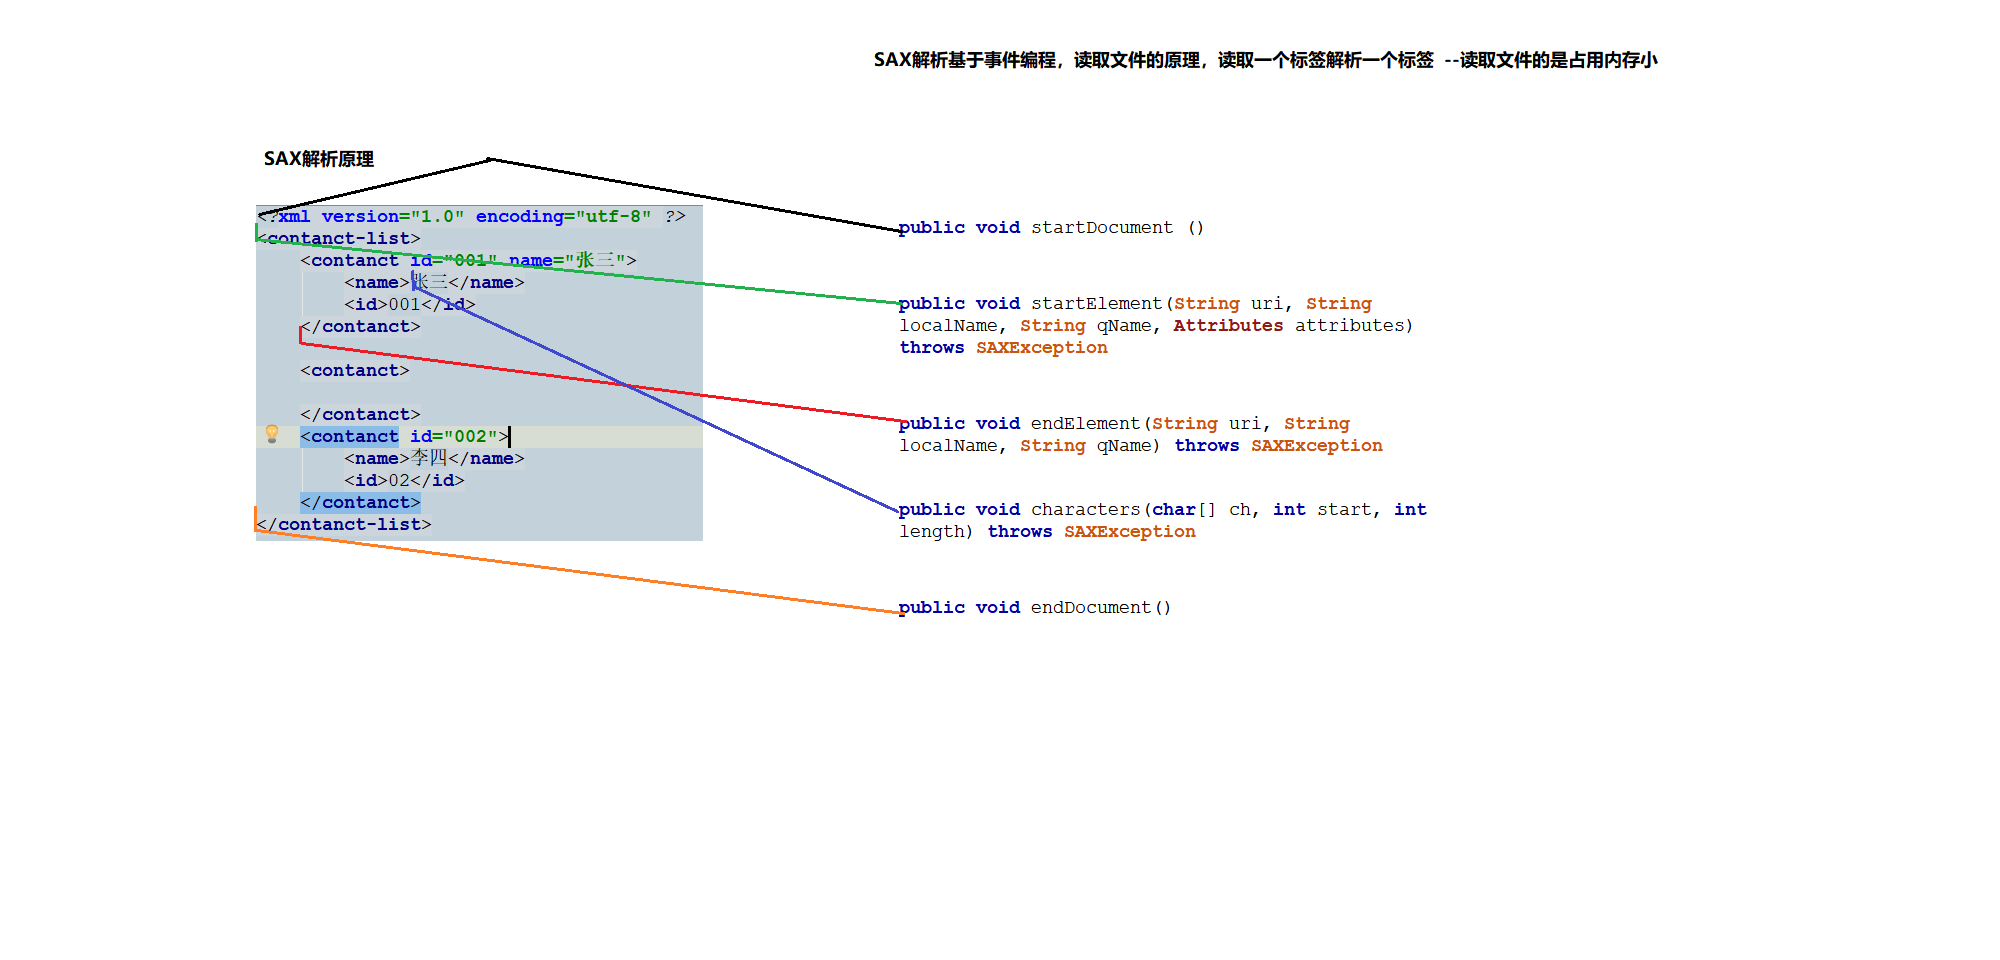 SAX解析基于事件编程，读取文件的原理，读取一个标签解析一个标签 --读取文件的是占用内存小
SAX解析原理
<?xml version="1.0" encoding="utf-8" ?>
<contanct-list>
<contanct id="001" name="张三">
<name>张三</name>
<id>001</id>
</contanct>
<contanct>
</contanct>
<contanct id="002">
<name>李四</name>
<id>02</id>
</contanct>
</contanct-list>
public void startDocument ()
public void startElement(String uri, String
localName, String qName, Attributes attributes)
throws SAXException
public void endElement(String uri, String
localName, String qName) throws SAXException
public void characters(char[] ch, int start, int
length) throws SAXException
public void endDocument()